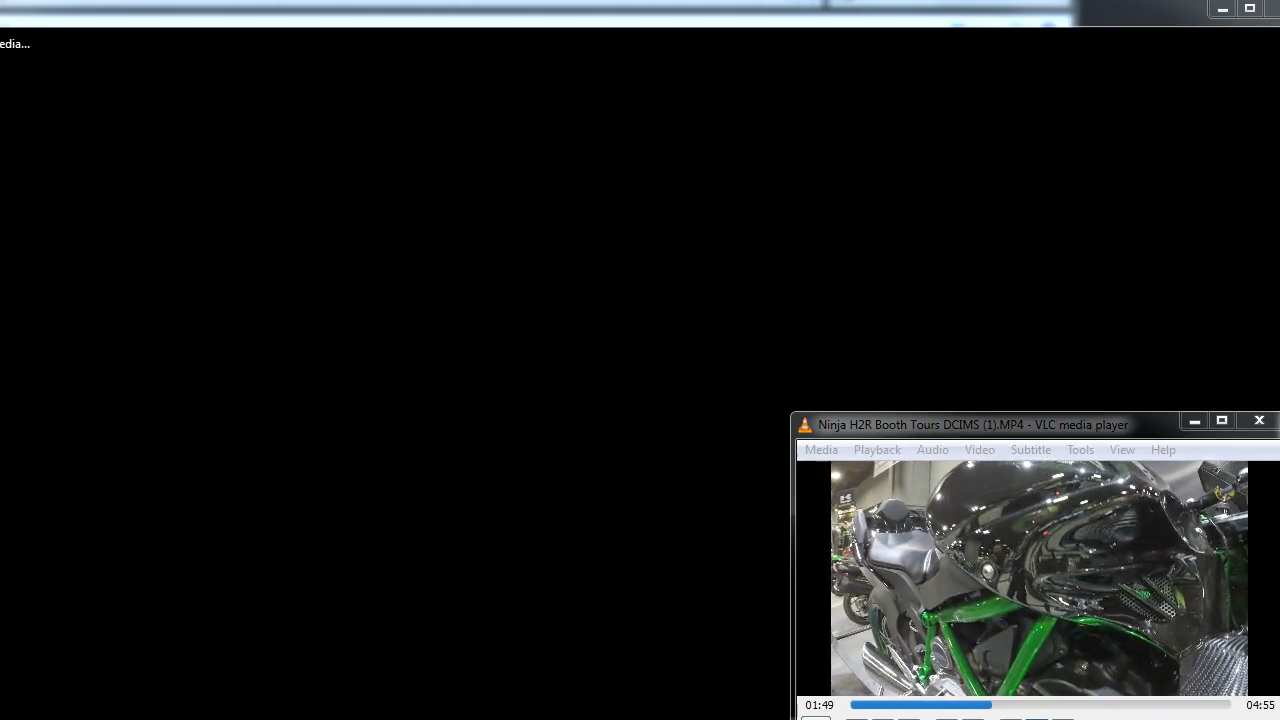 edia...
Ninja H2R Booth Tours DCIMS (1).MP4 - VLC media player
Media Playback Audio Video Subtitle Tools View Help
01:49 04:55